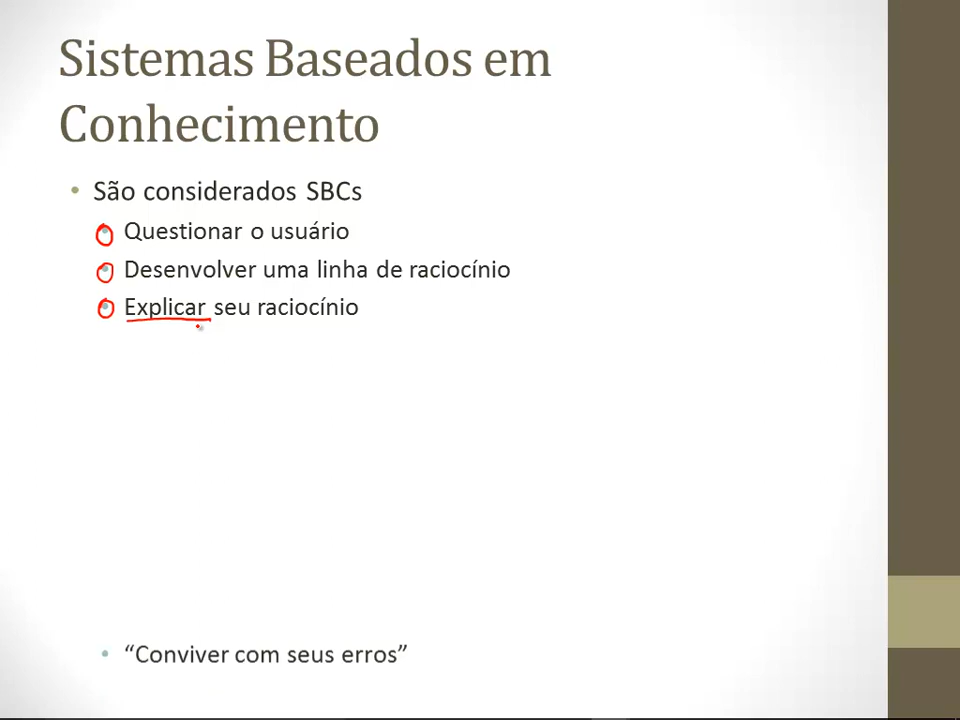 Sistemas Baseados em
Conhecimento
• São considerados SBCs
• Questionar o usuário
• Desenvolver uma linha de raciocínio
• Explicar seu raciocínio
• “Conviver com seus erros”